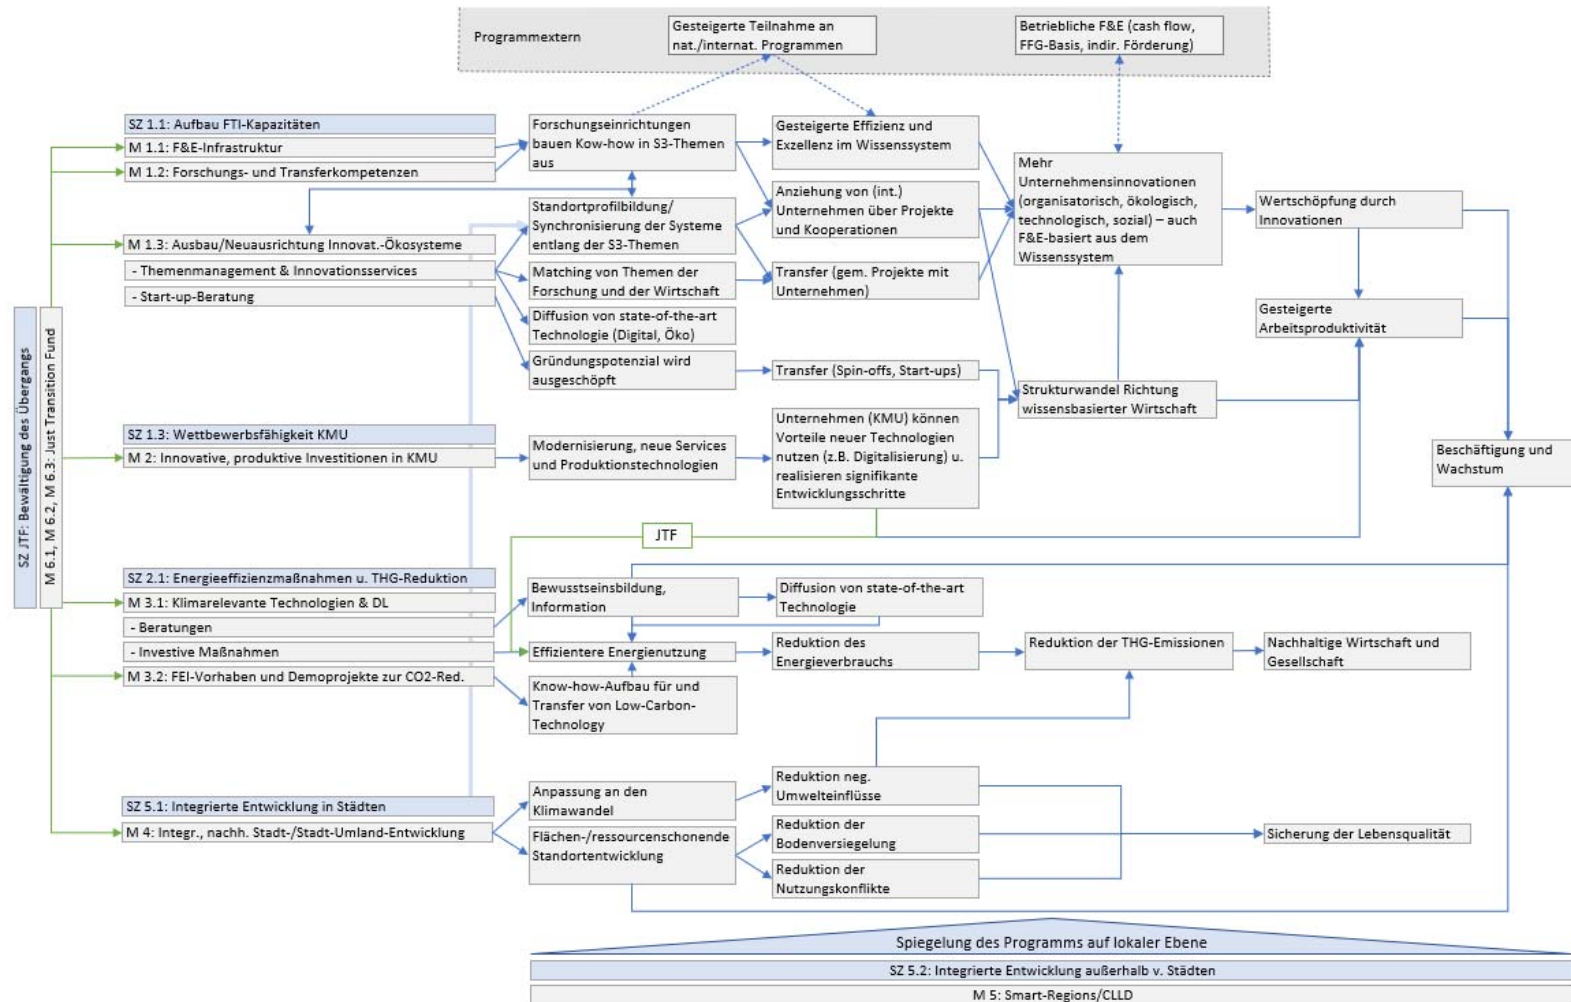 Programmextern
Gesteigerte Teilnahme an
nat./internat. Programmen
Betriebliche F&E (cash flow,
FFG-Basis, indir. Förderung)
SZ JTF: Bewältigung des Übergangs
M 6.1, M 6.2, M 6.3: Just Transition Fund
SZ 1.1: Aufbau FTI-Kapazitäten
M 1.1: F&E-Infrastruktur
M 1.2: Forschungs- und Transferkompetenzen
M 1.3: Ausbau/Neuausrichtung Innovat.-Ökosysteme
- Themenmanagement & Innovationsservices
- Start-up-Beratung
Forschungseinrichtungen
bauen Kow-how in S3-Themen
aus
Standortprofilbildung/
Synchronisierung der Systeme
entlang der S3-Themen
Matching von Themen der
Forschung und der Wirtschaft
Diffusion von state-of-the-art
Technologie (Digital, Öko)
Gründungspotenzial wird
ausgeschöpft
Gesteigerte Effizienz und
Exzellenz im Wissenssystem
Anziehung von (int.)
Unternehmen über Projekte
und Kooperationen
Transfer (gem. Projekte mit
Unternehmen)
Transfer (Spin-offs, Start-ups)
Mehr
Unternehmensinnovationen
(organisatorisch, ökologisch,
technologisch, sozial) – auch
F&E-basiert aus dem
Wissenssystem
Strukturwandel Richtung
wissensbasierter Wirtschaft
Wertschöpfung durch
Innovationen
Gesteigerte
Arbeitsproduktivität
Beschäftigung und
Wachstum
SZ 1.3: Wettbewerbsfähigkeit KMU
M 2: Innovative, produktive Investitionen in KMU
Modernisierung, neue Services
und Produktionstechnologien
Unternehmen (KMU) können
Vorteile neuer Technologien
nutzen (z.B. Digitalisierung) u.
realisieren signifikante
Entwicklungsschritte
JTF
SZ 2.1: Energieeffizienzmaßnahmen u. THG-Reduktion
M 3.1: Klimarelevante Technologien & DL
- Beratungen
- Investive Maßnahmen
M 3.2: FEI-Vorhaben und Demoprojekte zur CO2-Red.
Bewusstseinsbildung,
Information
Diffusion von state-of-the-art
Technologie
Effizientere Energienutzung
Reduktion des
Energieverbrauchs
Reduktion der THG-Emissionen
Nachhaltige Wirtschaft und
Gesellschaft
Know-how-Aufbau für und
Transfer von Low-Carbon-
Technology
SZ 5.1: Integrierte Entwicklung in Städten
M 4: Integr., nachh. Stadt-/Stadt-Umland-Entwicklung
Anpassung an den
Klimawandel
Flächen-/ressourcenschonende
Standortentwicklung
Reduktion neg.
Umwelteinflüsse
Reduktion der
Bodenversiegelung
Reduktion der
Nutzungskonflikte
Sicherung der Lebensqualität
Spiegelung des Programms auf lokaler Ebene
SZ 5.2: Integrierte Entwicklung außerhalb v. Städten
M 5: Smart-Regions/CLLD